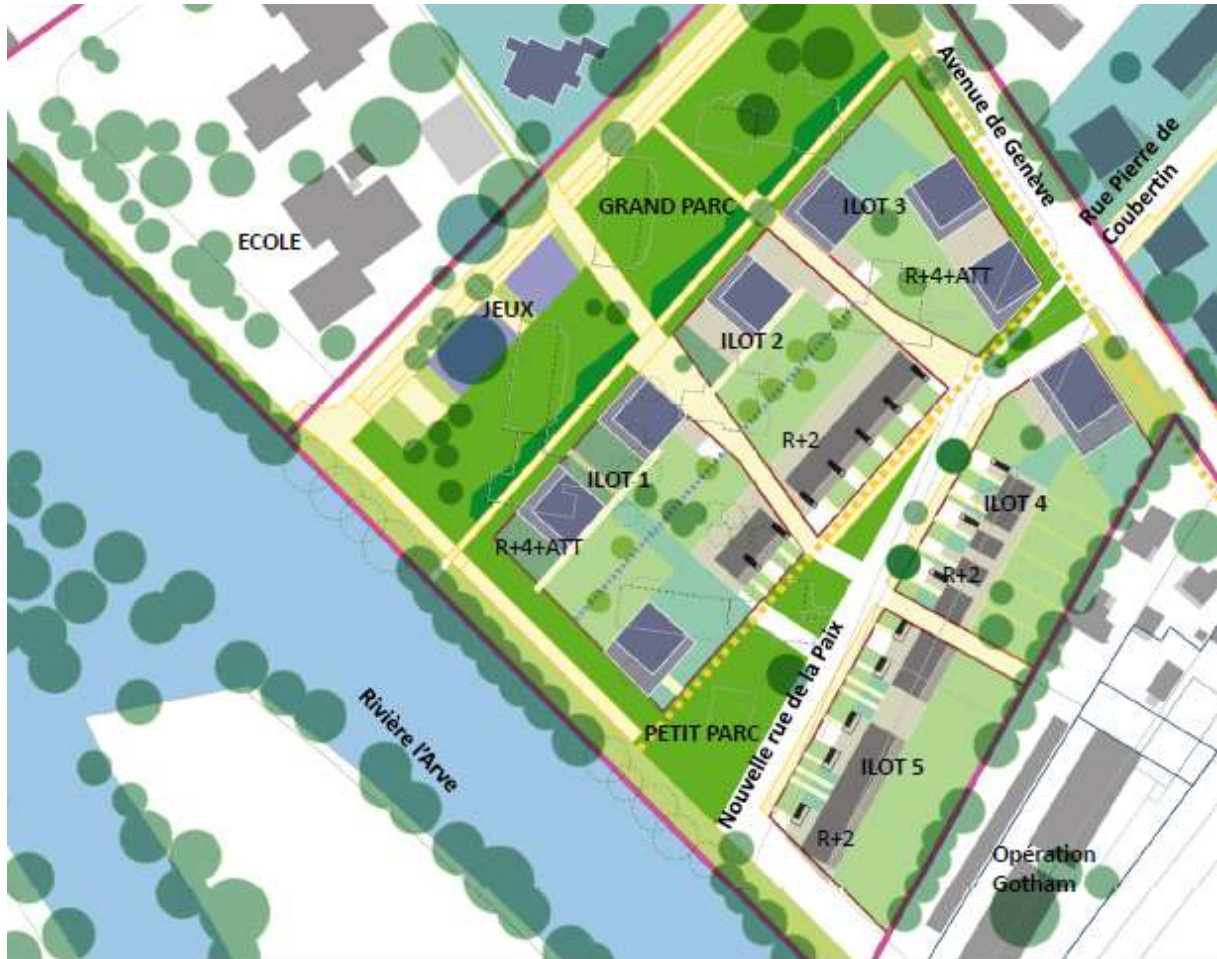 Avenue de Genève
Rue Pierre de
Coubertin
GRAND PARC
ILOT 3
ECOLE
R+4+ATT
JEUX
ILOT 2
R+2
ILOT 1
ILOT 4
R+4+ATT
R+2
Nouvelle rue de la Paix
Rivière l'Arve
PETIT PARC
ILOT 5
R+2
Opération
Gotham